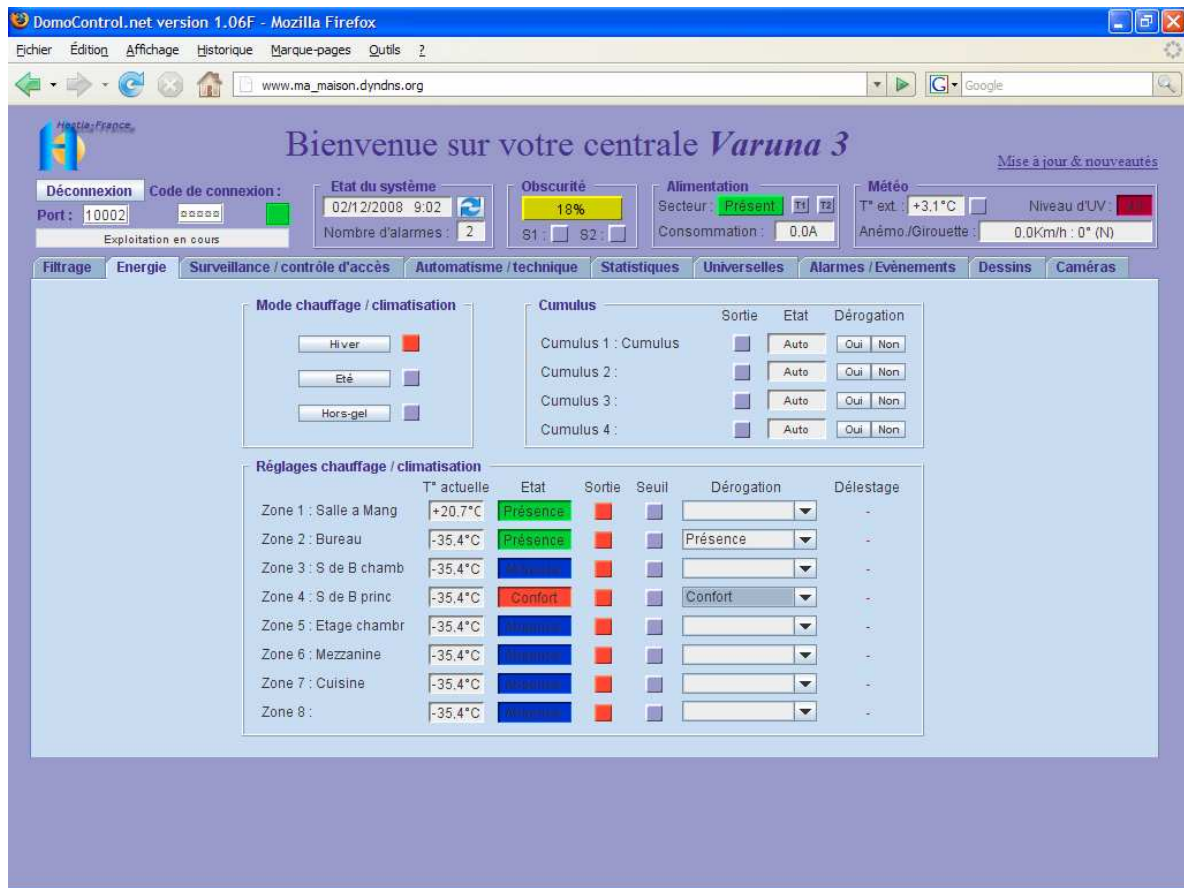 DomoControl.net version 1.06F - Mozilla Firefox
Fichier Édition Affichage Historique Marque-pages Outils ?
www.ma_maison.dyndns.org
G Google
Hestia-France
Bienvenue sur votre centrale Varuna 3
Mise à jour & nouveautés
Déconnexion Code de connexion :
Port : 10002
Exploitation en cours
Etat du système
02/12/2008 9:02
Nombre d'alarmes : 2
Obscurité
18%
S1 : S2 :
Alimentation
Secteur : Présent T1 T2
Consommation : 0.0A
Météo
T° ext. : +3,1°C Niveau d'UV :
Anémo./Girouette : 0.0Km/h : 0° (N)
Filtrage Energie Surveillance / contrôle d'accès Automatisme / technique Statistiques Universelles Alarmes / Evènements Dessins Caméras
Mode chauffage / climatisation
Hiver
Eté
Hors-gel
Cumulus
Sortie Etat Dérogation
Cumulus 1 : Cumulus Auto Oui Non
Cumulus 2 : Auto Oui Non
Cumulus 3 : Auto Oui Non
Cumulus 4 : Auto Oui Non
Réglages chauffage / climatisation
T° actuelle Etat Sortie Seuil Dérogation Délestage
Zone 1 : Salle a Mang +20,7°C Présence -
Zone 2 : Bureau -35,4°C Présence Présence -
Zone 3 : S de B chamb -35,4°C -
Zone 4 : S de B princ -35,4°C Confort Confort -
Zone 5 : Etage chambr -35,4°C -
Zone 6 : Mezzanine -35,4°C -
Zone 7 : Cuisine -35,4°C -
Zone 8 : -35,4°C -